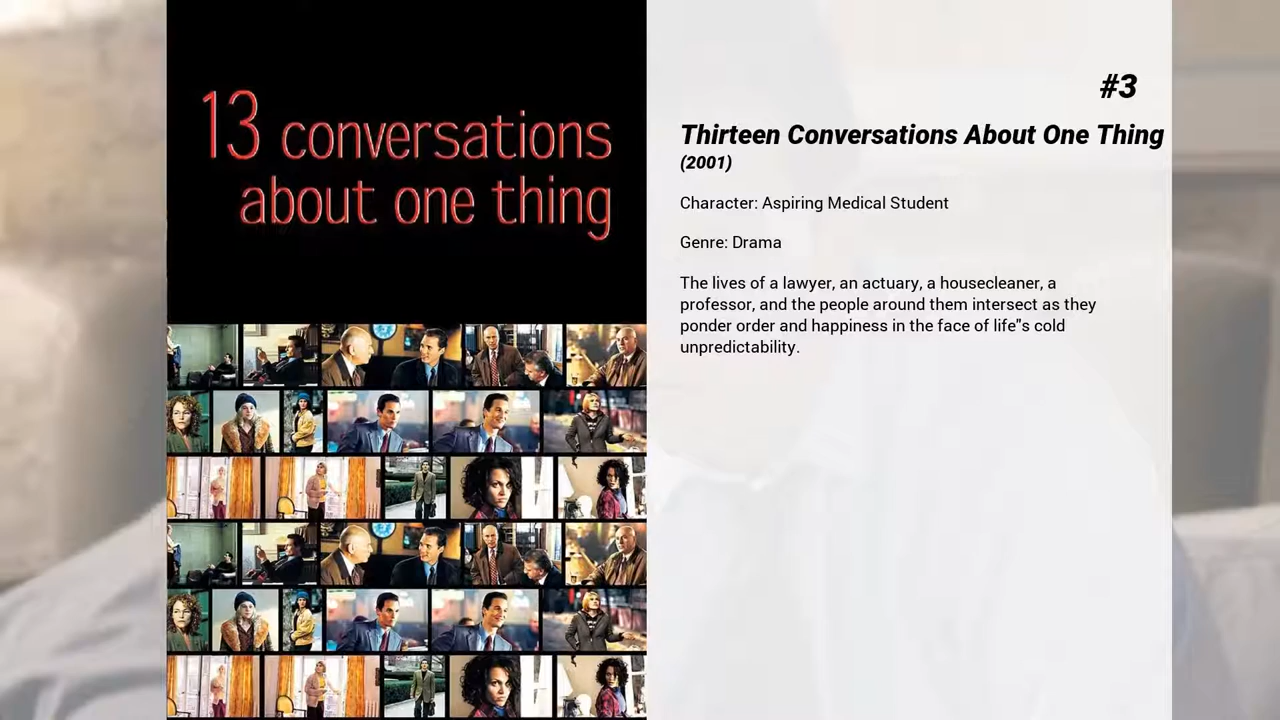 13 conversations
about one thing
#3
Thirteen Conversations About One Thing
(2001)
Character: Aspiring Medical Student
Genre: Drama
The lives of a lawyer, an actuary, a housecleaner, a
professor, and the people around them intersect as they
ponder order and happiness in the face of life"s cold
unpredictability.